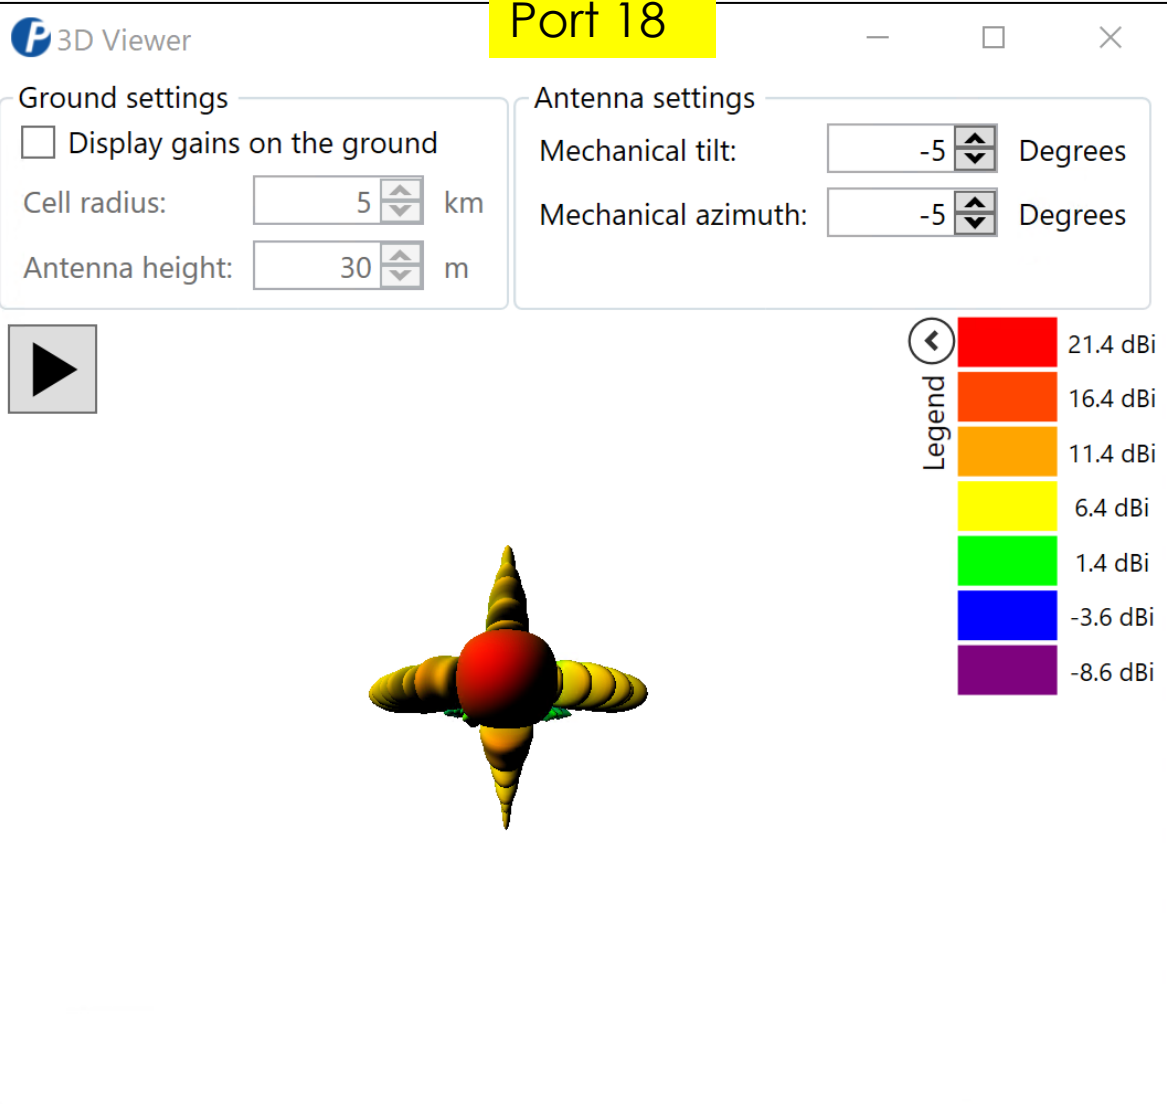 Port 18
3D Viewer
Ground settings
Display gains on the ground
Cell radius: 5 km
Antenna height: 30 m
Antenna settings
Mechanical tilt: -5 Degrees
Mechanical azimuth: -5 Degrees
Legend
21.4 dBi
16.4 dBi
11.4 dBi
6.4 dBi
1.4 dBi
-3.6 dBi
-8.6 dBi